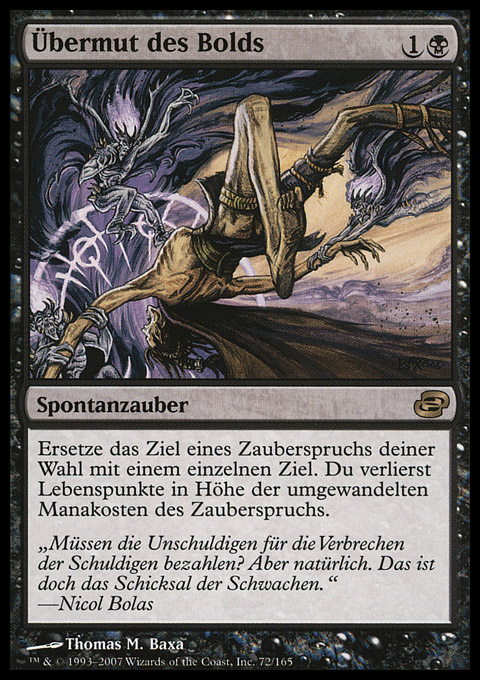 Übermut des Bolds
1
Spontanzauber
Ersetze das Ziel eines Zauberspruchs deiner
Wahl mit einem einzelnen Ziel. Du verlierst
Lebenspunkte in Höhe der umgewandelten
Manakosten des Zauberspruchs.
„Müssen die Unschuldigen für die Verbrechen
der Schuldigen bezahlen? Aber natürlich. Das ist
doch das Schicksal der Schwachen.“
—Nicol Bolas
Thomas M. Baxa
™ & © 1993–2007 Wizards of the Coast, Inc. 72/165